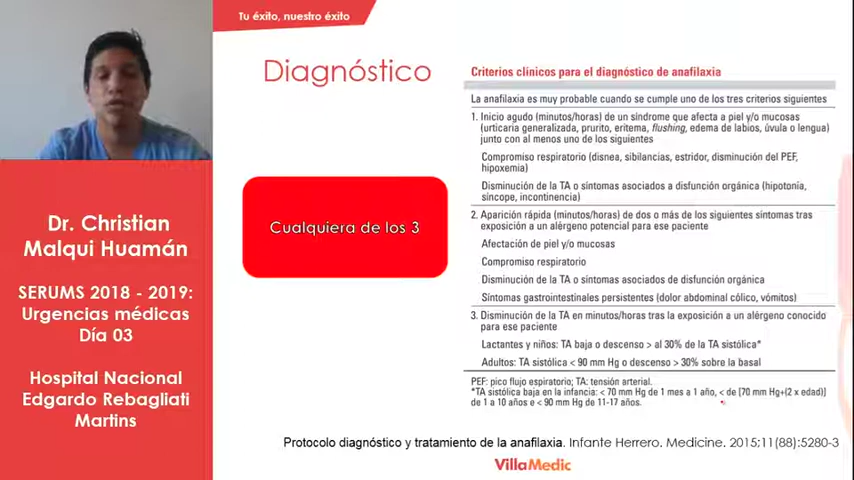 Tu éxito, nuestro éxito
Diagnóstico
Cualquiera de los 3
Criterios clínicos para el diagnóstico de anafilaxia
La anafilaxia es muy probable cuando se cumple uno de los tres criterios siguientes
1. Inicio agudo (minutos/horas) de un síndrome que afecta a piel y/o mucosas
(urticaria generalizada, prurito, eritema, flushing, edema de labios, úvula o lengua)
junto con al menos uno de los siguientes
Compromiso respiratorio (disnea, sibilancias, estridor, disminución del PEF,
hipoxemia)
Disminución de la TA o síntomas asociados a disfunción orgánica (hipotonía,
síncope, incontinencia)
2. Aparición rápida (minutos/horas) de dos o más de los siguientes síntomas tras
exposición a un alérgeno potencial para ese paciente
Afectación de piel y/o mucosas
Compromiso respiratorio
Disminución de la TA o síntomas asociados de disfunción orgánica
Síntomas gastrointestinales persistentes (dolor abdominal cólico, vómitos)
3. Disminución de la TA en minutos/horas tras la exposición a un alérgeno conocido
para ese paciente
Lactantes y niños: TA baja o descenso > al 30% de la TA sistólica*
Adultos: TA sistólica < 90 mm Hg o descenso > 30% sobre la basal
PEF: pico flujo espiratorio; TA: tensión arterial.
*TA sistólica baja en la infancia: < 70 mm Hg de 1 mes a 1 año, < de [70 mm Hg+(2 x edad)]
de 1 a 10 años e < 90 mm Hg de 11-17 años.
Protocolo diagnóstico y tratamiento de la anafilaxia. Infante Herrero. Medicine. 2015;11(88):5280-3
VillaMedic
Dr. Christian
Malqui Huamán
SERUMS 2018 - 2019:
Urgencias médicas
Día 03
Hospital Nacional
Edgardo Rebagliati
Martins